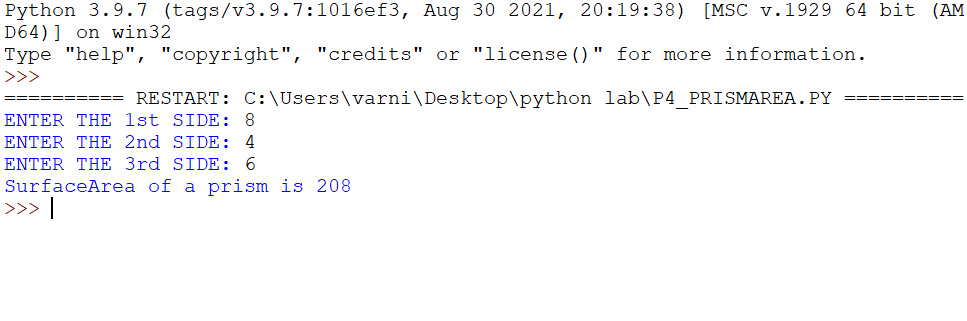 Python 3.9.7 (tags/v3.9.7:1016ef3, Aug 30 2021, 20:19:38) [MSC v.1929 64 bit (AM
D64)] on win32
Type "help", "copyright", "credits" or "license()" for more information.
>>>
========== RESTART: C:\Users\varni\Desktop\python lab\P4_PRISMAREA.PY ==========
ENTER THE 1st SIDE: 8
ENTER THE 2nd SIDE: 4
ENTER THE 3rd SIDE: 6
SurfaceArea of a prism is 208
>>>